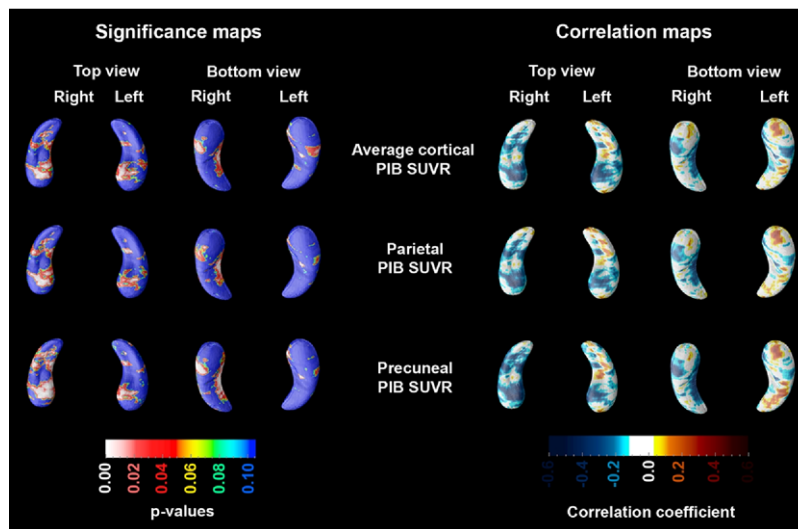 Significance maps
Correlation maps
Top view
Bottom view
Top view
Bottom view
Right
Left
Right
Left
Right
Left
Right
Left
Average cortical
PIB SUVR
Parietal
PIB SUVR
Precuneal
PIB SUVR
0.00
0.02
0.04
0.06
0.08
0.10
p-values
-0.6
-0.4
-0.2
0.0
0.2
0.4
0.6
Correlation coefficient